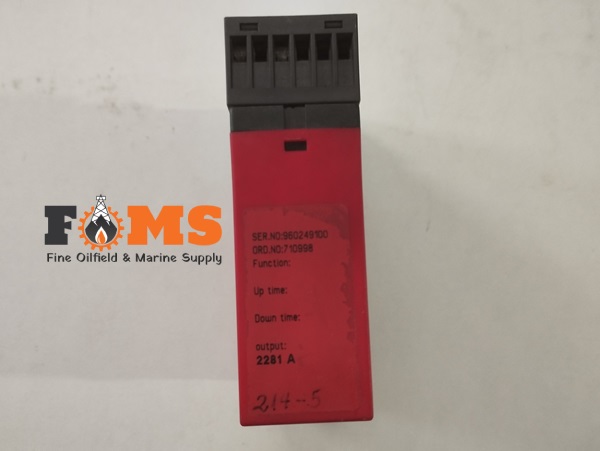 FOMS
Fine Oilfield & Marine Supply
SER.NO:960249100
ORD.NO:710998
Function:
Up time:
Down time:
output:
2281 A
214-5